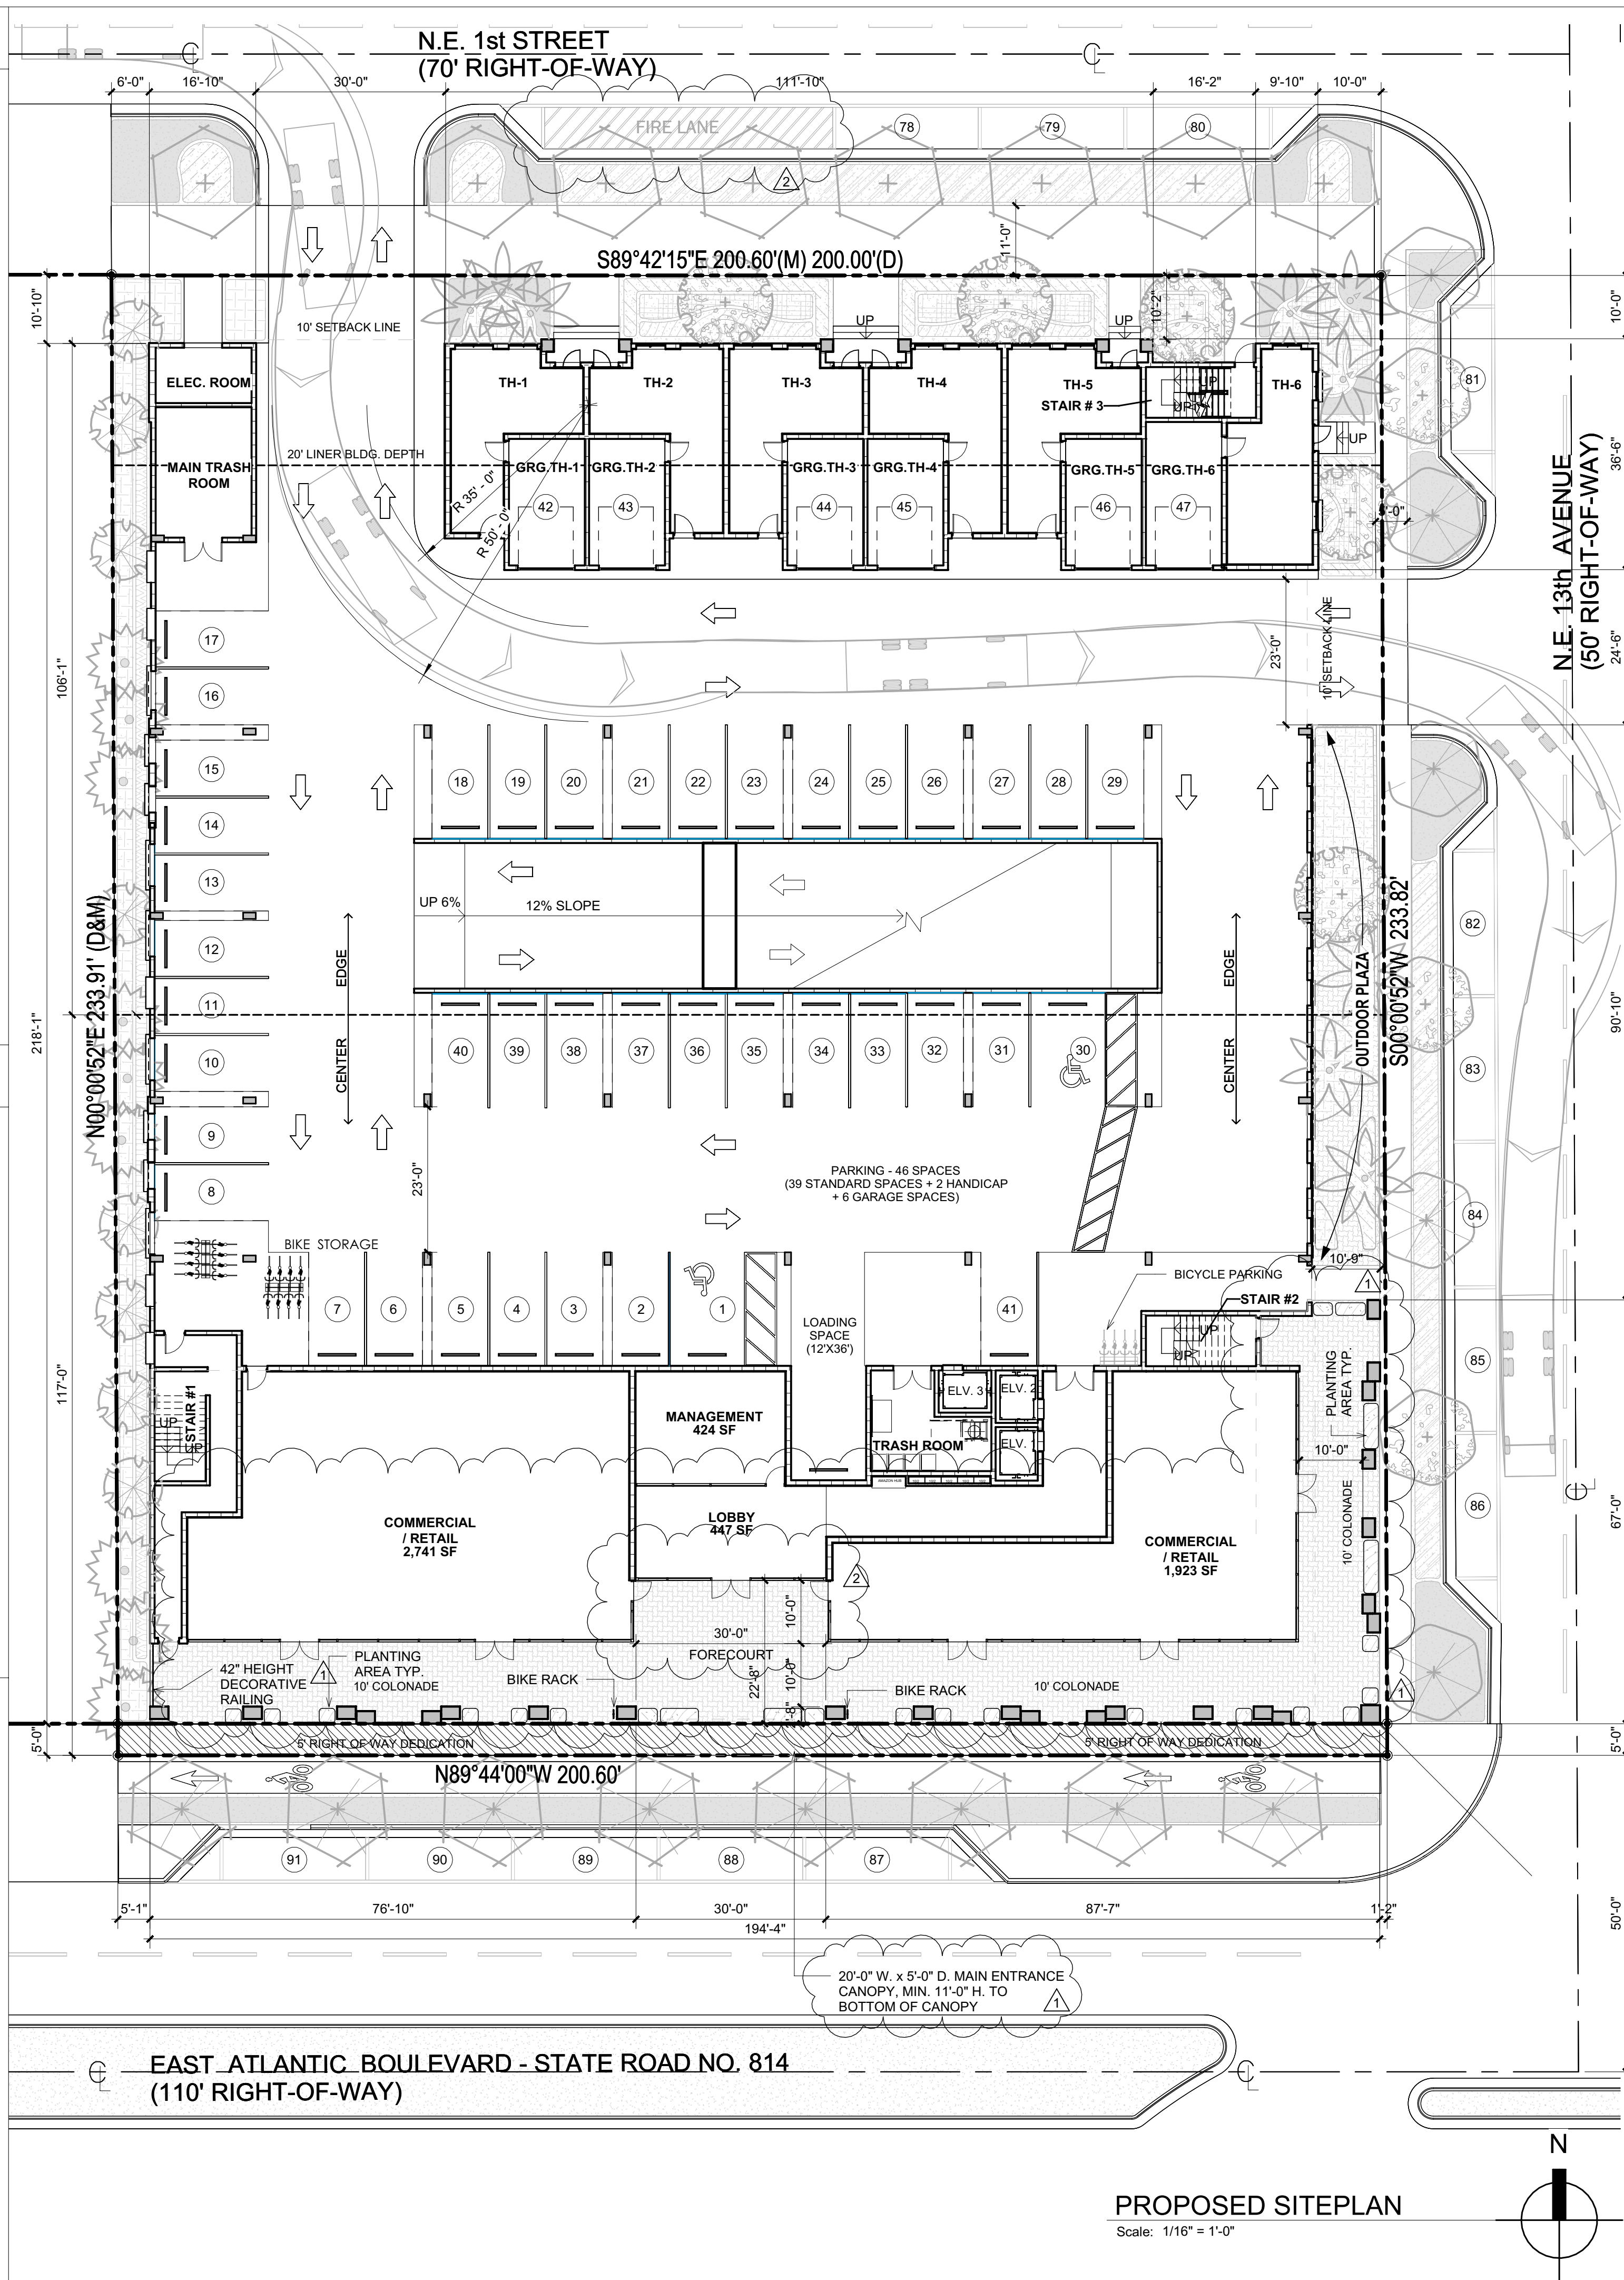 N.E. 1st STREET
(70' RIGHT-OF-WAY)
6'-0"
16'-10"
30'-0"
111'-10"
16'-2"
9'-10"
10'-0"
FIRE LANE
78
79
80
2
11'-0"
S89°42'15"E 200.60'(M) 200.00'(D)
10'-10"
10' SETBACK LINE
UP
UP
10'-2"
10'-0"
ELEC. ROOM
TH-1
TH-2
TH-3
TH-4
TH-5
STAIR # 3
UP
UP
TH-6
81
UP
MAIN TRASH
ROOM
20' LINER BLDG. DEPTH
GRG.TH-1
GRG.TH-2
GRG.TH-3
GRG.TH-4
GRG.TH-5
GRG.TH-6
36'-6"
R 35' - 0"
R 50' - 0"
42
43
44
45
46
47
N.E. 13th AVENUE
(50' RIGHT-OF-WAY)
24'-6"
10' SETBACK LINE
23'-0"
106'-1"
17
16
15
14
13
12
11
10
9
8
18
19
20
21
22
23
24
25
26
27
28
29
UP 6%
12% SLOPE
EDGE
CENTER
EDGE
CENTER
N00°00'52"E 233.91' (D&M)
218'-1"
OUTDOOR PLAZA
S00°00'52"W 233.82'
82
83
90'-10"
40
39
38
37
36
35
34
33
32
31
30
23'-0"
PARKING - 46 SPACES
(39 STANDARD SPACES + 2 HANDICAP
+ 6 GARAGE SPACES)
84
BIKE STORAGE
10'-9"
1
BICYCLE PARKING
STAIR #2
UP
UP
7
6
5
4
3
2
1
41
LOADING
SPACE
(12'X36')
85
117'-0"
STAIR #1
UP
UP
MANAGEMENT
424 SF
ELV. 3
ELV. 2
ELV. 1
TRASH ROOM
AMAZON HUB
PLANTING
AREA TYP.
10'-0"
10' COLONADE
86
67'-0"
COMMERCIAL
/ RETAIL
2,741 SF
LOBBY
447 SF
COMMERCIAL
/ RETAIL
1,923 SF
2
30'-0"
FORECOURT
10'-0"
10'-0"
22'-8"
42" HEIGHT
DECORATIVE
RAILING
1
PLANTING
AREA TYP.
10' COLONADE
BIKE RACK
BIKE RACK
10' COLONADE
1
5'-0"
5' RIGHT OF WAY DEDICATION
5' RIGHT OF WAY DEDICATION
5'-0"
N89°44'00"W 200.60'
91
90
89
88
87
5'-1"
76'-10"
30'-0"
87'-7"
1'-2"
194'-4"
50'-0"
20'-0" W. x 5'-0" D. MAIN ENTRANCE
CANOPY, MIN. 11'-0" H. TO
BOTTOM OF CANOPY
1
EAST ATLANTIC BOULEVARD - STATE ROAD NO. 814
(110' RIGHT-OF-WAY)
N
PROPOSED SITEPLAN
Scale: 1/16" = 1'-0"